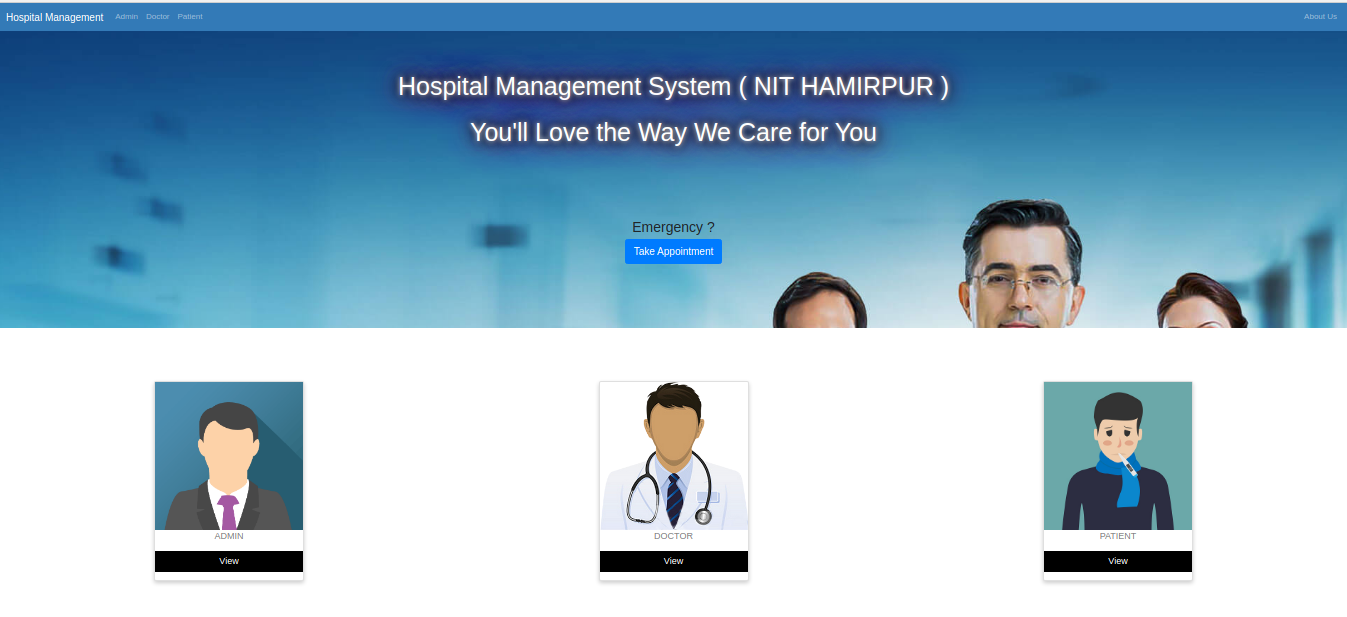 Hospital Management Admin Doctor Patient About Us
Hospital Management System ( NIT HAMIRPUR )
You'll Love the Way We Care for You
Emergency ?
Take Appointment
ADMIN DOCTOR PATIENT
View View View